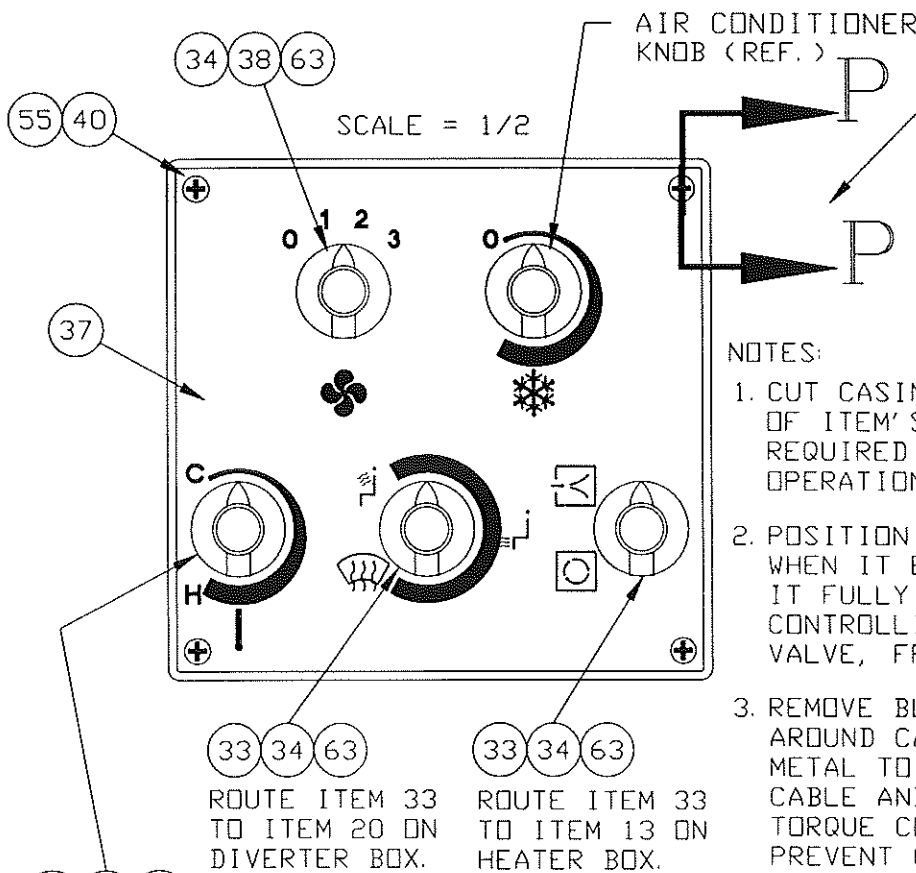 AIR CONDITIONER
KNOB (REF.)
34 38 63
P
55 40
SCALE = 1/2
0 1 2 3
0
P
37
NOTES:
1. CUT CASIN
OF ITEM'S
REQUIRED
OPERATION
C
H
2. POSITION
WHEN IT
IT FULLY
CONTROLLI
VALVE, FR
3. REMOVE BL
AROUND CA
METAL TO
CABLE AN
TORQUE C
PREVENT
33 34 63
ROUTE ITEM 33
TO ITEM 20 ON
DIVERTER BOX.
33 34 63
ROUTE ITEM 33
TO ITEM 13 ON
HEATER BOX.